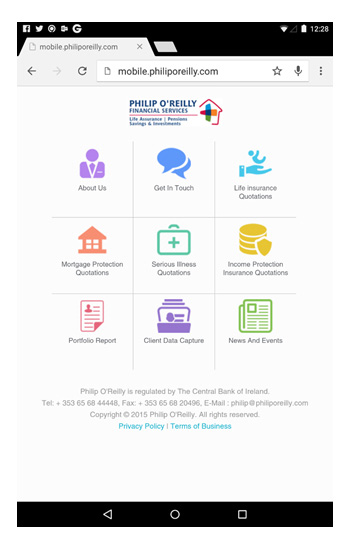 12:28
mobile.philiporeilly.com
mobile.philiporeilly.com
PHILIP O'REILLY
FINANCIAL SERVICES
Life Assurance | Pensions
Savings & Investments
About Us
Get In Touch
Life insurance
Quotations
Mortgage Protection
Quotations
Serious Illness
Quotations
Income Protection
Insurance Quotations
Portfolio Report
Client Data Capture
News And Events
Philip O'Reilly is regulated by The Central Bank of Ireland.
Tel: + 353 65 68 44448, Fax: + 353 65 68 20496, E-Mail : philip@philiporeilly.com
Copyright © 2015 Philip O'Reilly. All rights reserved.
Privacy Policy | Terms of Business